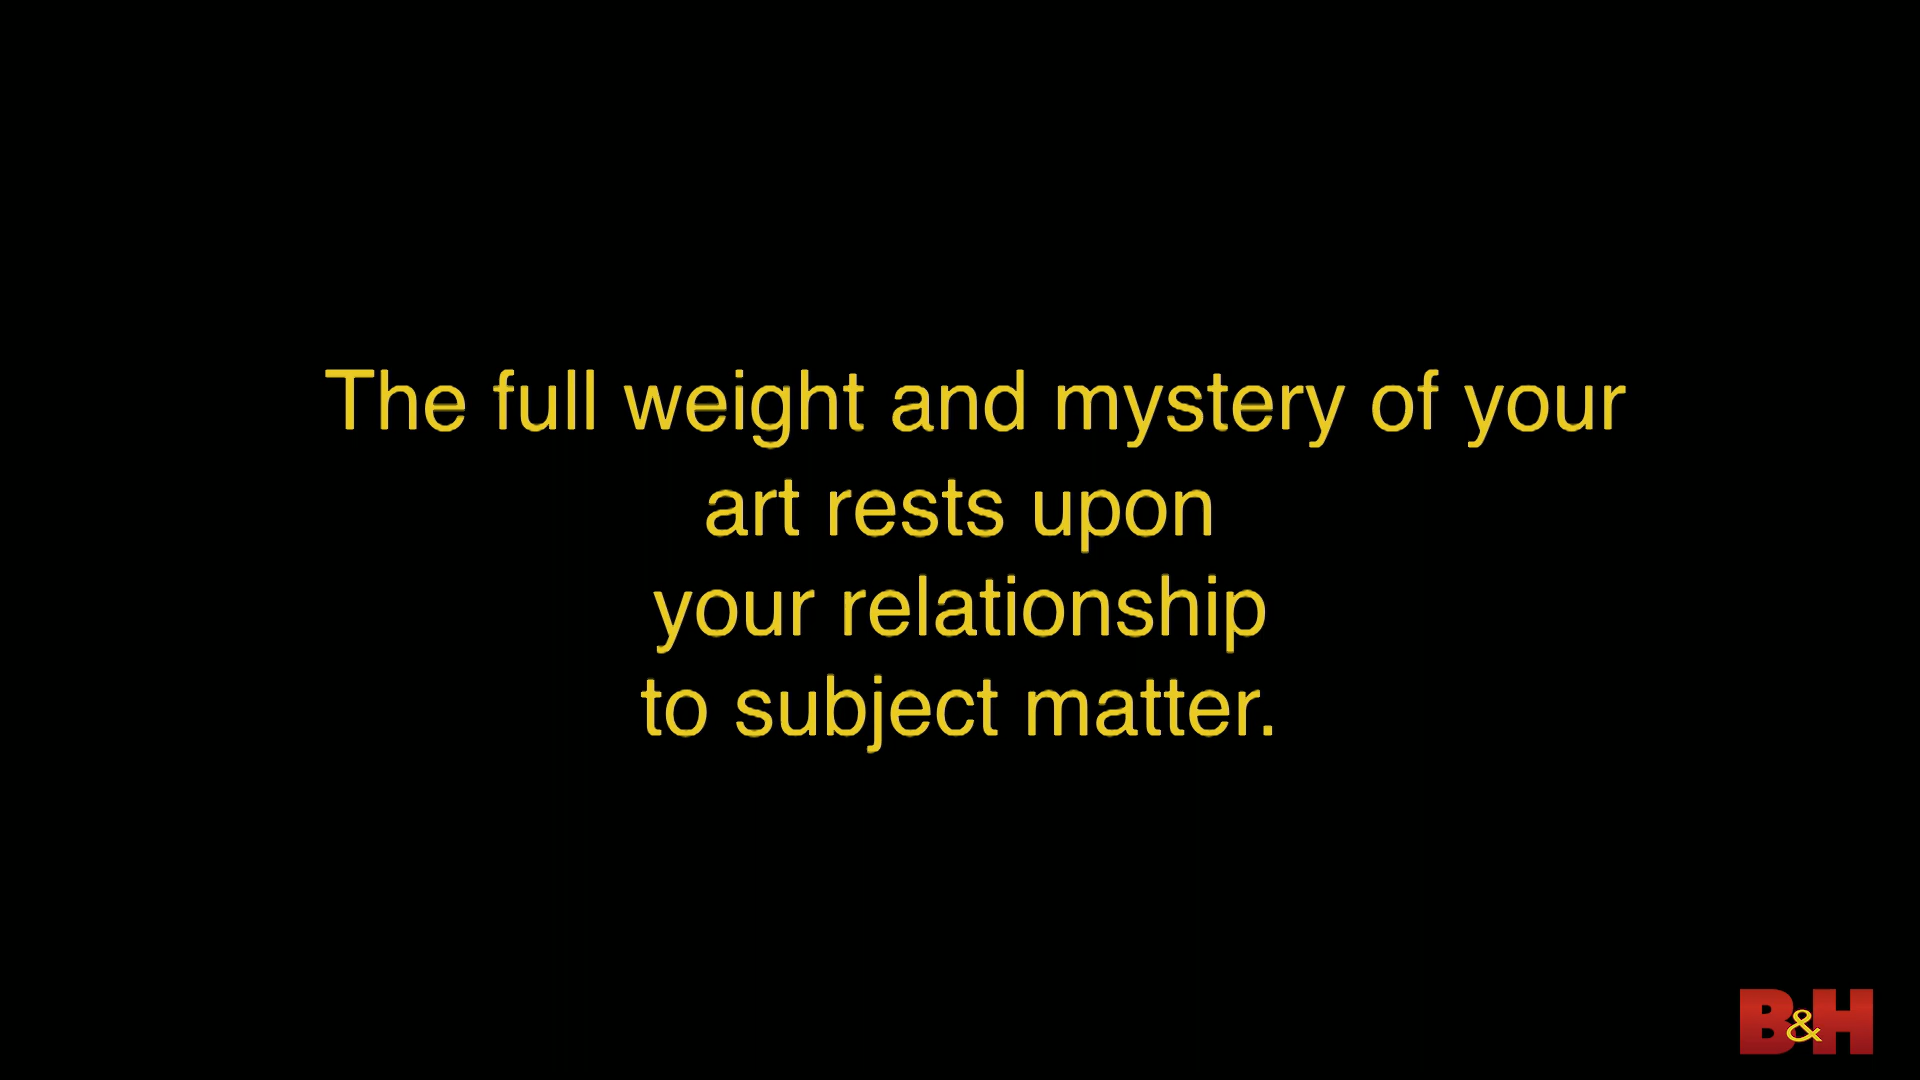 The full weight and mystery of your
art rests upon
your relationship
to subject matter.
B&H